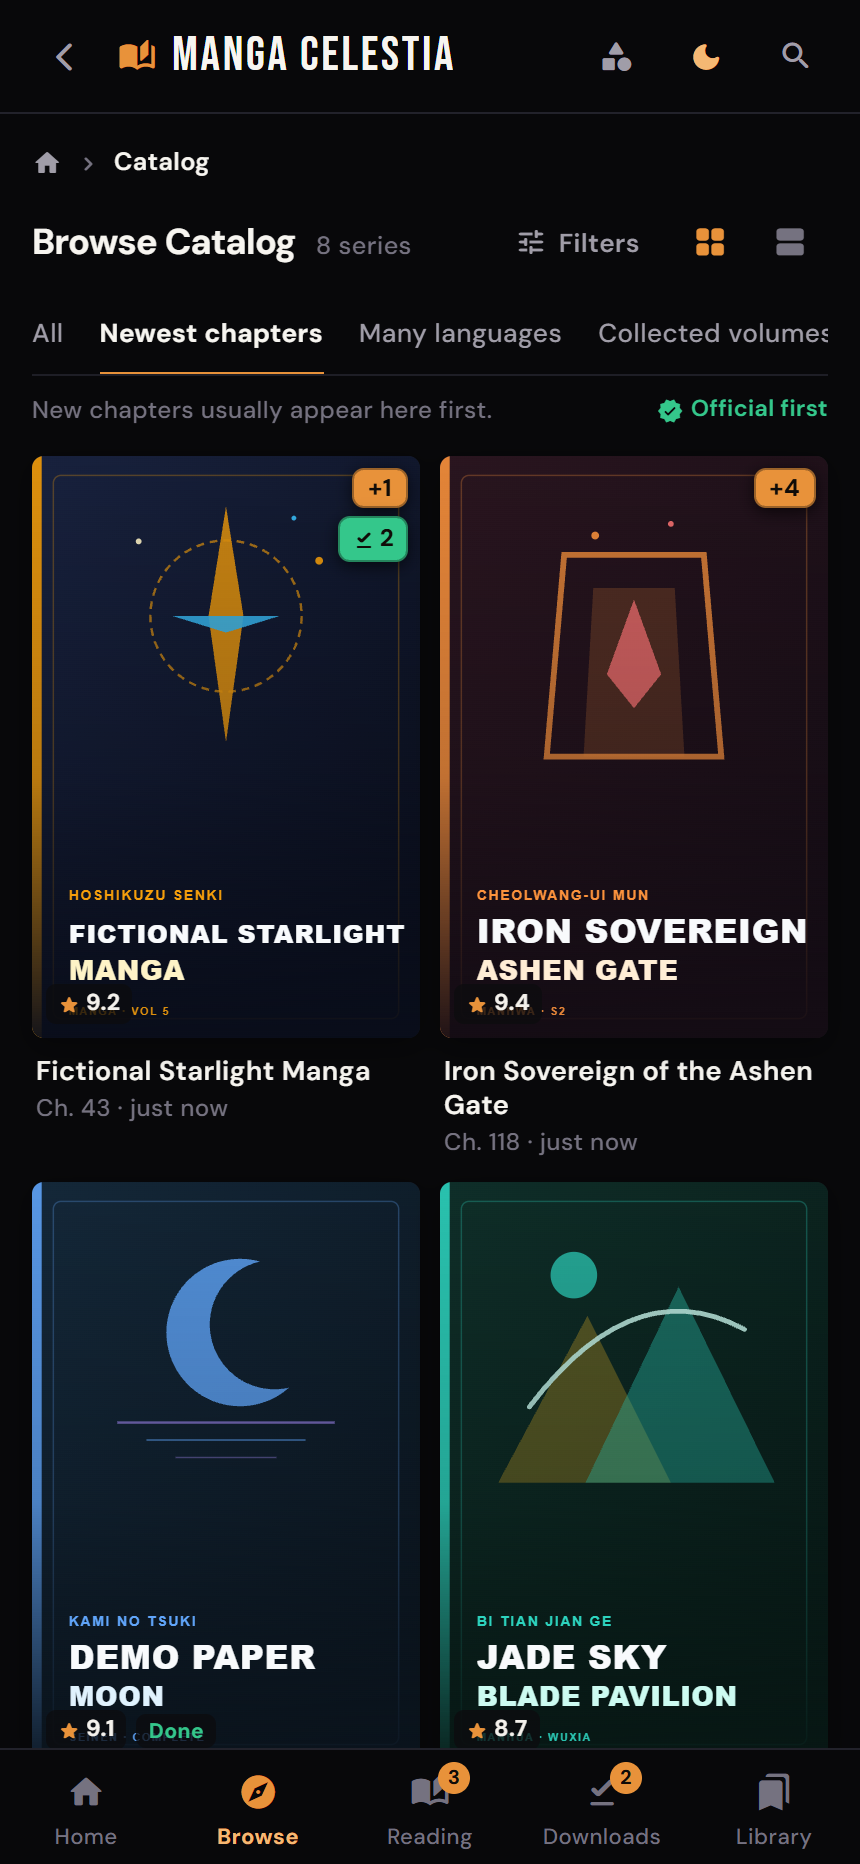 MANGA CELESTIA
Catalog
Browse Catalog 8 series Filters
All Newest chapters Many languages Collected volumes
New chapters usually appear here first. Official first
+1
2
+4
HOSHIKUZU SENKI
FICTIONAL STARLIGHT
MANGA
9.2 VOL 5
CHEOLWANG-UI MUN
IRON SOVEREIGN
ASHEN GATE
9.4 · S2
Fictional Starlight Manga
Ch. 43 · just now
Iron Sovereign of the Ashen
Gate
Ch. 118 · just now
KAMI NO TSUKI
DEMO PAPER
MOON
9.1 Done
BI TIAN JIAN GE
JADE SKY
BLADE PAVILION
8.7 · WUXIA
Home
Browse
3
Reading
2
Downloads
Library